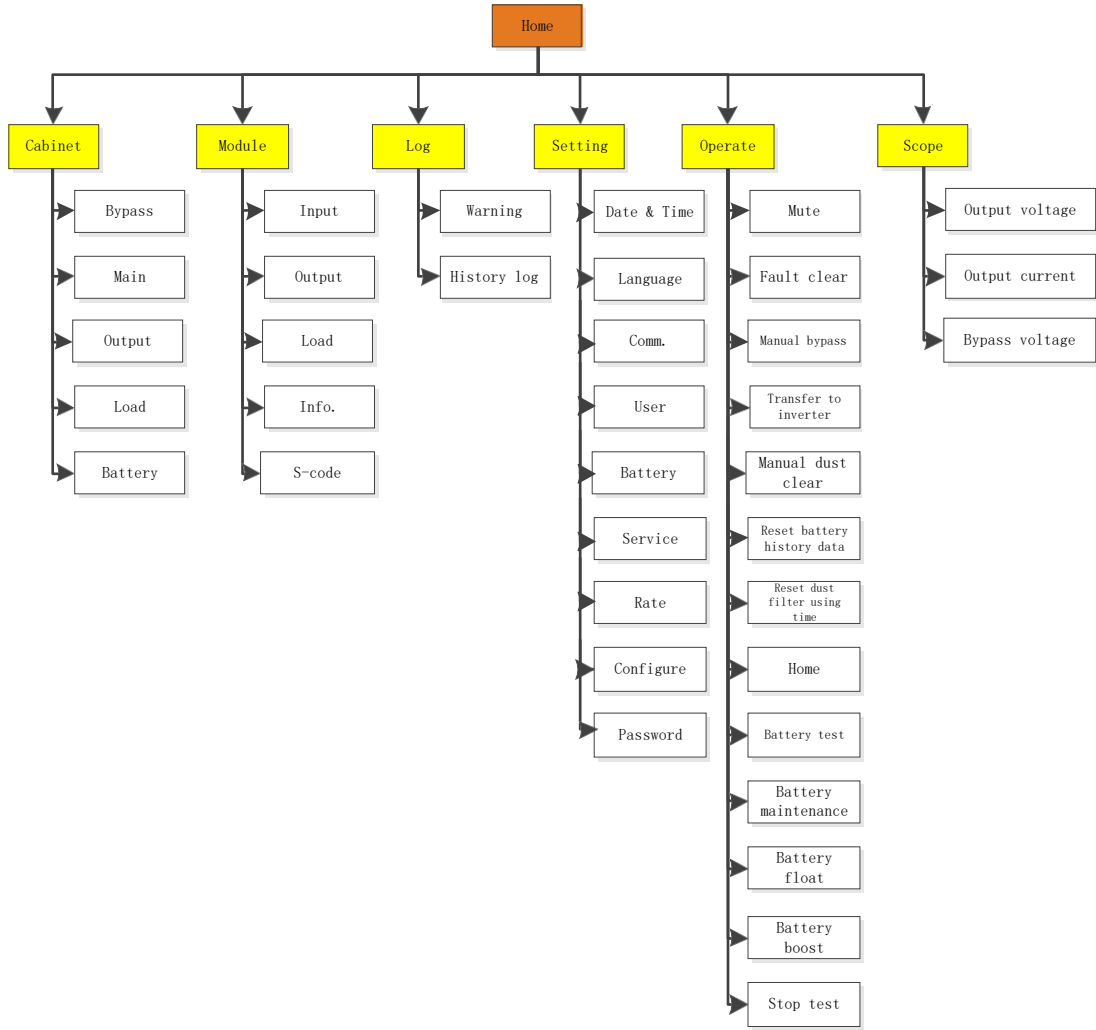 Home
Cabinet
Module
Log
Setting
Operate
Scope
Bypass
Main
Output
Load
Battery
Input
Output
Load
Info.
S-code
Warning
History log
Date & Time
Language
Comm.
User
Battery
Service
Rate
Configure
Password
Mute
Fault clear
Manual bypass
Transfer to
inverter
Manual dust
clear
Reset battery
history data
Reset dust
filter using
time
Home
Battery test
Battery
maintenance
Battery
float
Battery
boost
Stop test
Output voltage
Output current
Bypass voltage